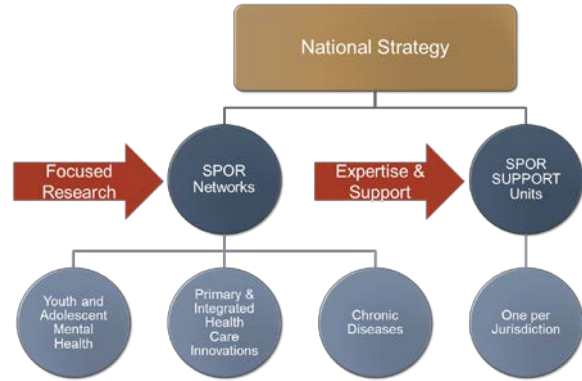 National Strategy
Focused
Research
SPOR
Networks
Expertise &
Support
SPOR
SUPPORT
Units
Youth and
Adolescent
Mental
Health
Primary &
Integrated
Health
Care
Innovations
Chronic
Diseases
One per
Jurisdiction